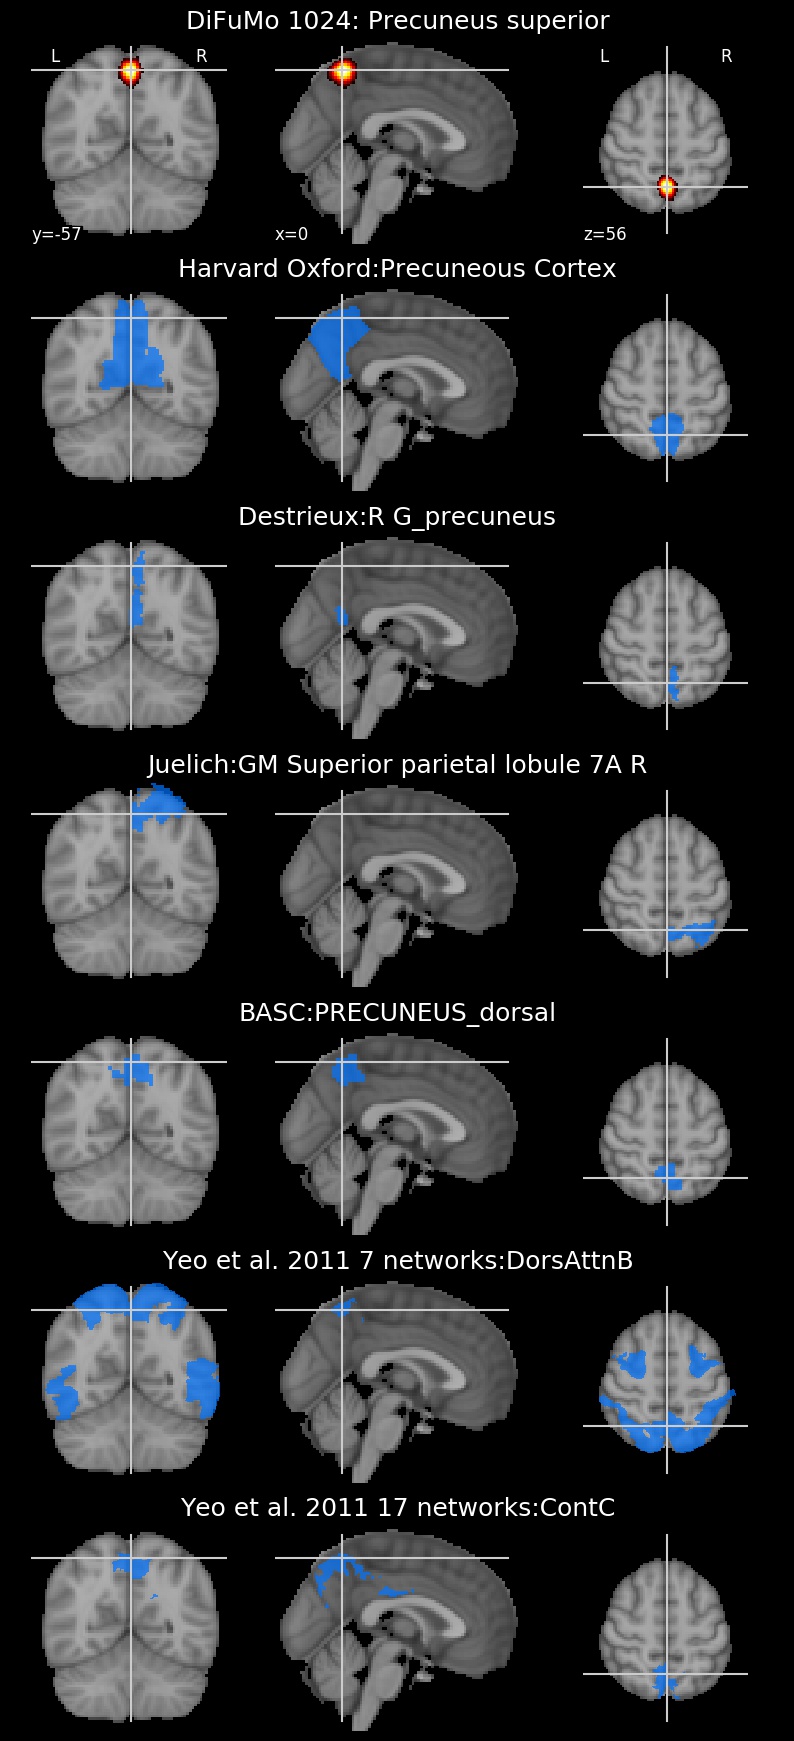 DiFuMo 1024: Precuneus superior
L R L R
y=-57 x=0 z=56
Harvard Oxford:Precuneous Cortex
Destrieux:R G_precuneus
Juelich:GM Superior parietal lobule 7A R
BASC:PRECUNEUS_dorsal
Yeo et al. 2011 7 networks:DorsAttnB
Yeo et al. 2011 17 networks:ContC